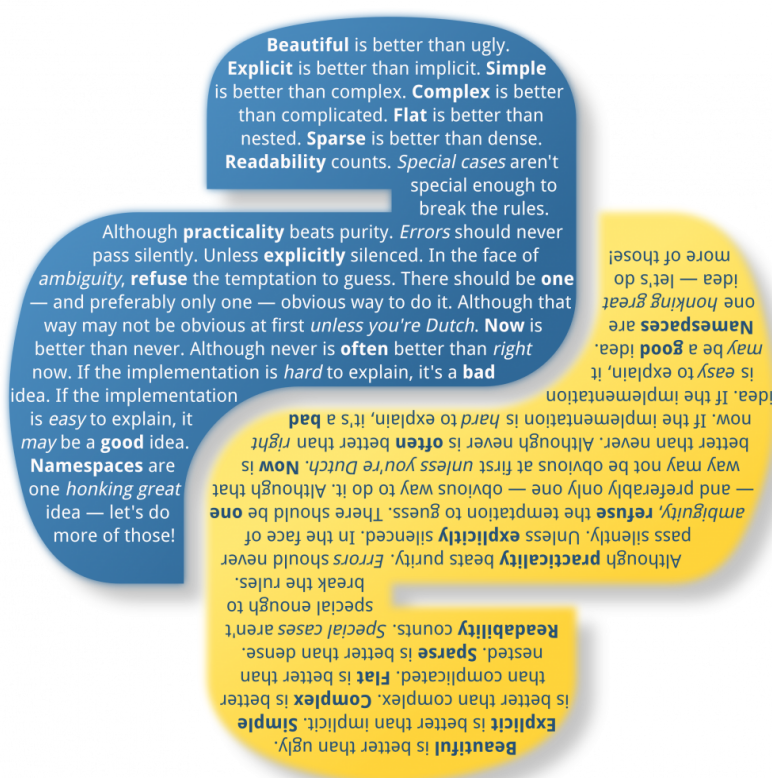 Beautiful is better than ugly.
Explicit is better than implicit. Simple
is better than complex. Complex is better
than complicated. Flat is better than
nested. Sparse is better than dense.
Readability counts. Special cases aren't
special enough to
break the rules.
Although practicality beats purity. Errors should never
pass silently. Unless explicitly silenced. In the face of
ambiguity, refuse the temptation to guess. There should be one
— and preferably only one — obvious way to do it. Although that
way may not be obvious at first unless you're Dutch. Now is
better than never. Although never is often better than right
now. If the implementation is hard to explain, it's a bad
idea. If the implementation
is easy to explain, it
may be a good idea.
Namespaces are
one honking great
idea — let's do
more of those!
Beautiful is better than ugly.
Explicit is better than implicit. Simple
is better than complex. Complex is better
than complicated. Flat is better than
nested. Sparse is better than dense.
Readability counts. Special cases aren't
special enough to
break the rules.
Although practicality beats purity. Errors should never
pass silently. Unless explicitly silenced. In the face of
ambiguity, refuse the temptation to guess. There should be one
— and preferably only one — obvious way to do it. Although that
way may not be obvious at first unless you're Dutch. Now is
better than never. Although never is often better than right
now. If the implementation is hard to explain, it's a bad
idea. If the implementation
is easy to explain, it
may be a good idea.
Namespaces are
one honking great
idea — let's do
more of those!